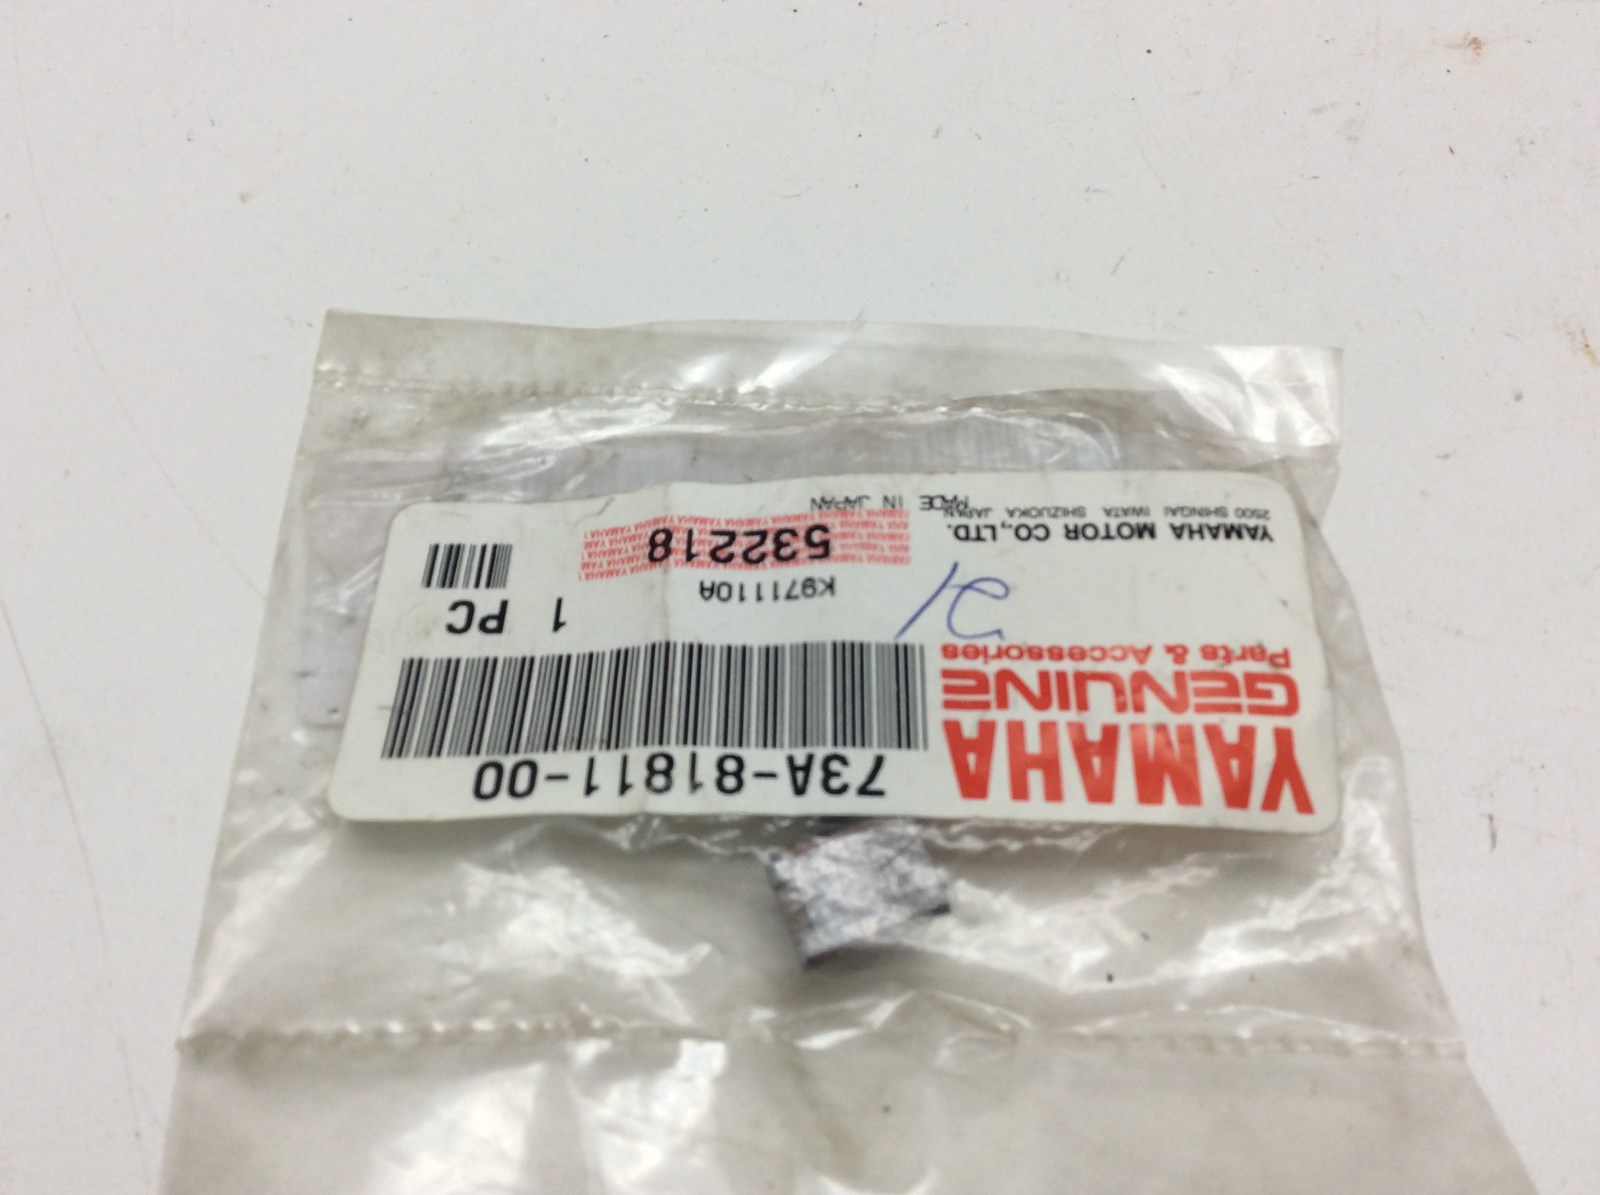 YAMAHA
GENUINE
Parts & Accessories
73A-81811-00
1 PC
K971110A
532218
YAMAHA MOTOR CO.,LTD.
2500 SHINGAI IWATA SHIZUOKA JAPAN
MADE IN JAPAN